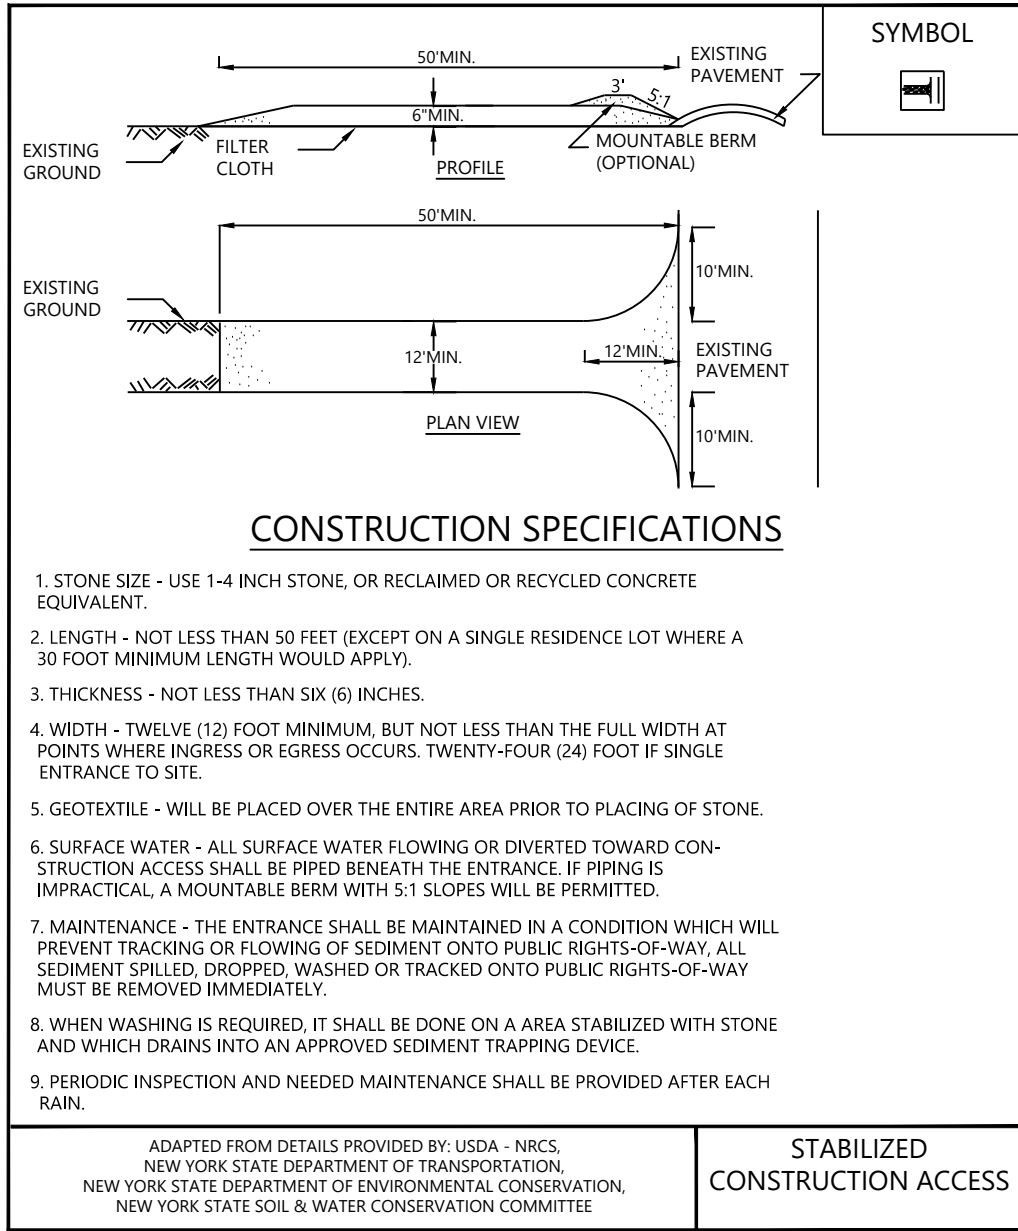 SYMBOL
50'MIN.
EXISTING
PAVEMENT
3'
5:1
6"MIN.
EXISTING
GROUND
FILTER
CLOTH
PROFILE
MOUNTABLE BERM
(OPTIONAL)
50'MIN.
10'MIN.
EXISTING
GROUND
12'MIN.
12'MIN.
EXISTING
PAVEMENT
PLAN VIEW
10'MIN.
CONSTRUCTION SPECIFICATIONS
1. STONE SIZE - USE 1-4 INCH STONE, OR RECLAIMED OR RECYCLED CONCRETE
EQUIVALENT.
2. LENGTH - NOT LESS THAN 50 FEET (EXCEPT ON A SINGLE RESIDENCE LOT WHERE A
30 FOOT MINIMUM LENGTH WOULD APPLY).
3. THICKNESS - NOT LESS THAN SIX (6) INCHES.
4. WIDTH - TWELVE (12) FOOT MINIMUM, BUT NOT LESS THAN THE FULL WIDTH AT
POINTS WHERE INGRESS OR EGRESS OCCURS. TWENTY-FOUR (24) FOOT IF SINGLE
ENTRANCE TO SITE.
5. GEOTEXTILE - WILL BE PLACED OVER THE ENTIRE AREA PRIOR TO PLACING OF STONE.
6. SURFACE WATER - ALL SURFACE WATER FLOWING OR DIVERTED TOWARD CON-
STRUCTION ACCESS SHALL BE PIPED BENEATH THE ENTRANCE. IF PIPING IS
IMPRACTICAL, A MOUNTABLE BERM WITH 5:1 SLOPES WILL BE PERMITTED.
7. MAINTENANCE - THE ENTRANCE SHALL BE MAINTAINED IN A CONDITION WHICH WILL
PREVENT TRACKING OR FLOWING OF SEDIMENT ONTO PUBLIC RIGHTS-OF-WAY, ALL
SEDIMENT SPILLED, DROPPED, WASHED OR TRACKED ONTO PUBLIC RIGHTS-OF-WAY
MUST BE REMOVED IMMEDIATELY.
8. WHEN WASHING IS REQUIRED, IT SHALL BE DONE ON A AREA STABILIZED WITH STONE
AND WHICH DRAINS INTO AN APPROVED SEDIMENT TRAPPING DEVICE.
9. PERIODIC INSPECTION AND NEEDED MAINTENANCE SHALL BE PROVIDED AFTER EACH
RAIN.
ADAPTED FROM DETAILS PROVIDED BY: USDA - NRCS,
NEW YORK STATE DEPARTMENT OF TRANSPORTATION,
NEW YORK STATE DEPARTMENT OF ENVIRONMENTAL CONSERVATION,
NEW YORK STATE SOIL & WATER CONSERVATION COMMITTEE
STABILIZED
CONSTRUCTION ACCESS